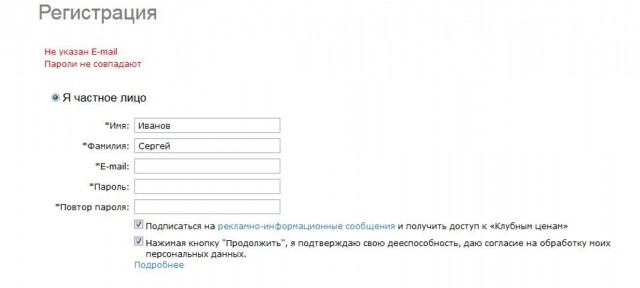 Регистрация
Не указан E-mail
Пароли не совпадают
Я частное лицо
*Имя: Иванов
*Фамилия: Сергей
*E-mail:
*Пароль:
*Повтор пароля:
Подписаться на рекламно-информационные сообщения и получить доступ к «Клубным ценам»
Нажимая кнопку "Продолжить", я подтверждаю свою дееспособность, даю согласие на обработку моих
персональных данных.
Подробнее